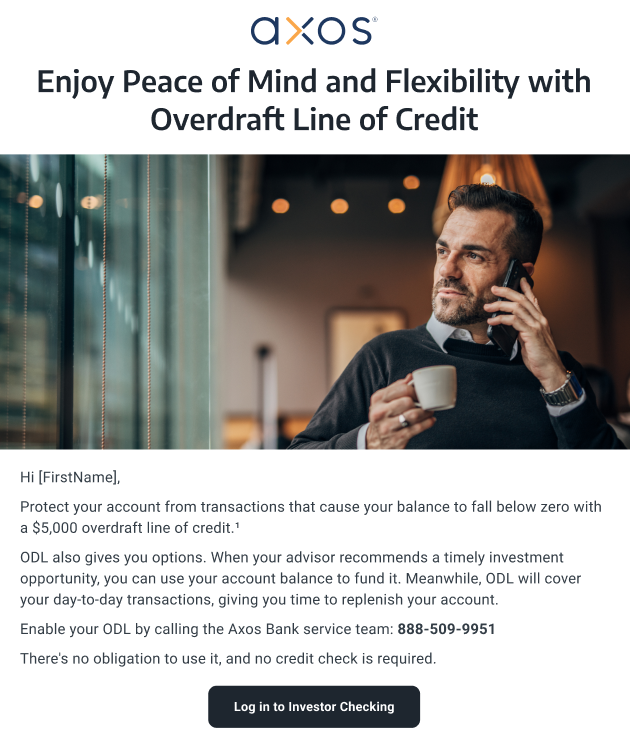 axos®
Enjoy Peace of Mind and Flexibility with
Overdraft Line of Credit
Hi [FirstName],
Protect your account from transactions that cause your balance to fall below zero with
a $5,000 overdraft line of credit.¹
ODL also gives you options. When your advisor recommends a timely investment
opportunity, you can use your account balance to fund it. Meanwhile, ODL will cover
your day-to-day transactions, giving you time to replenish your account.
Enable your ODL by calling the Axos Bank service team: 888-509-9951
There's no obligation to use it, and no credit check is required.
Log in to Investor Checking